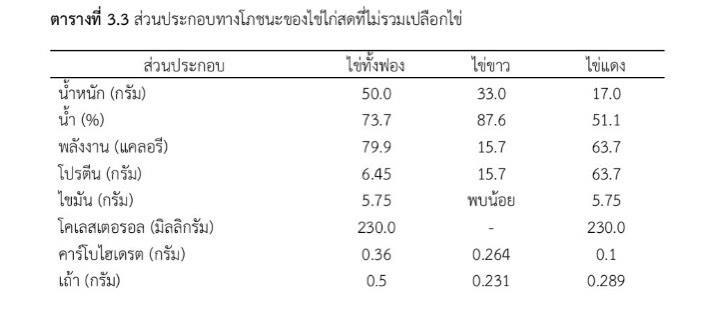 ตารางที่ 3.3 ส่วนประกอบทางโภชนะของไข่ไก่สดที่ไม่รวมเปลือกไข่
ส่วนประกอบ ไข่ทั้งฟอง ไข่ขาว ไข่แดง
น้ำหนัก (กรัม) 50.0 33.0 17.0
น้ำ (%) 73.7 87.6 51.1
พลังงาน (แคลอรี) 79.9 15.7 63.7
โปรตีน (กรัม) 6.45 15.7 63.7
ไขมัน (กรัม) 5.75 พบน้อย 5.75
โคเลสเตอรอล (มิลลิกรัม) 230.0 - 230.0
คาร์โบไฮเดรต (กรัม) 0.36 0.264 0.1
เถ้า (กรัม) 0.5 0.231 0.289